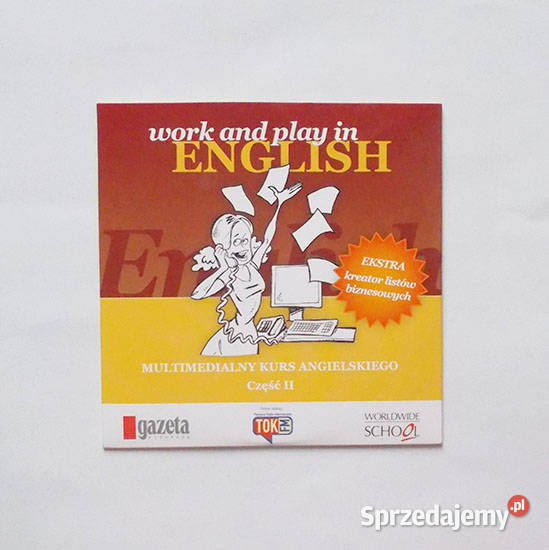 work and play in
ENGLISH
English
EKSTRA
kreator listów
biznesowych
MULTIMEDIALNY KURS ANGIELSKIEGO
Część II
gazeta
TOK
FM
WORLDWIDE
SCHOOL
Sprzedajemy.pl